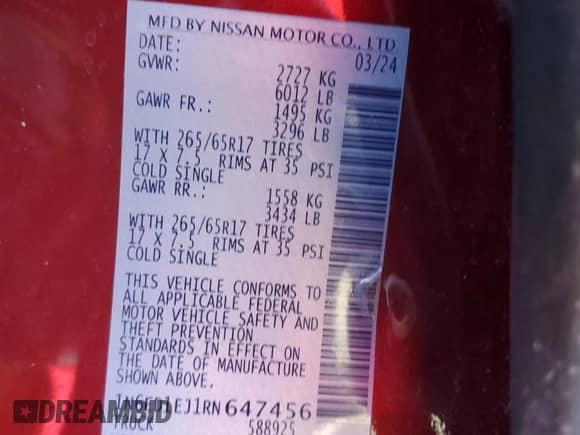 MFD BY NISSAN MOTOR CO., LTD.
DATE: 03/24
GVWR: 2727 KG
6012 LB
GAWR FR.: 1495 KG
3296 LB
WITH 265/65R17 TIRES
17 X 7.5 RIMS AT 35 PSI
COLD SINGLE
GAWR RR.: 1558 KG
3434 LB
WITH 265/65R17 TIRES
17 X 7.5 RIMS AT 35 PSI
COLD SINGLE
THIS VEHICLE CONFORMS TO
ALL APPLICABLE FEDERAL
MOTOR VEHICLE SAFETY AND
THEFT PREVENTION
STANDARDS IN EFFECT ON
THE DATE OF MANUFACTURE
SHOWN ABOVE.
647456
TRUCK 588925
DREAMBID